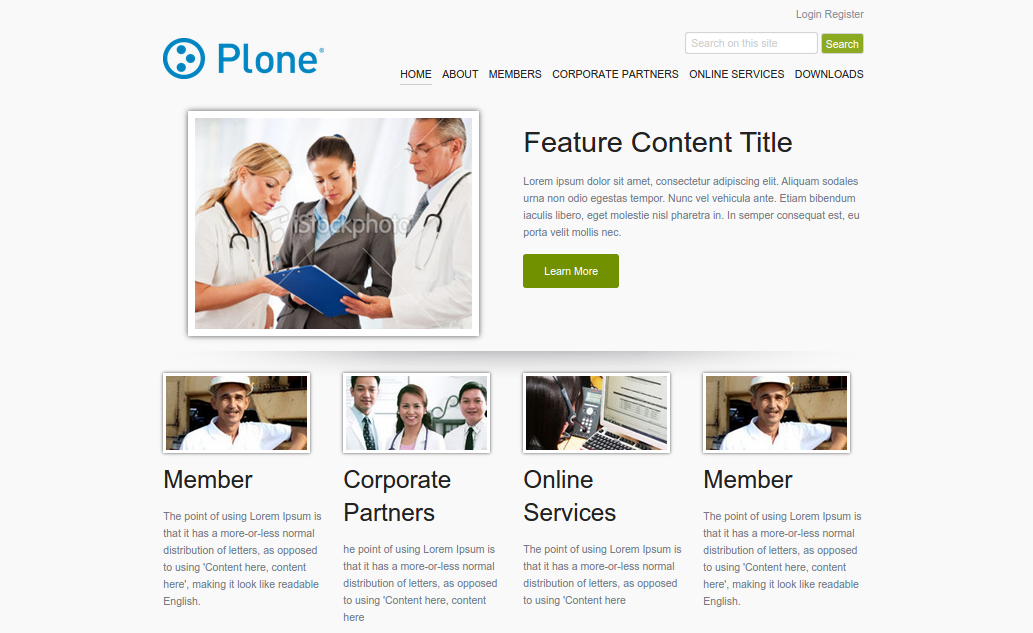 Login Register
Search on this site
Search
Plone®
HOME ABOUT MEMBERS CORPORATE PARTNERS ONLINE SERVICES DOWNLOADS
iStockphoto
Feature Content Title
Lorem ipsum dolor sit amet, consectetur adipiscing elit. Aliquam sodales
urna non odio egestas tempor. Nunc vel vehicula ante. Etiam bibendum
iaculis libero, eget molestie nisl pharetra in. In semper consequat est, eu
porta velit mollis nec.
Learn More
Member
The point of using Lorem Ipsum is
that it has a more-or-less normal
distribution of letters, as opposed
to using 'Content here, content
here', making it look like readable
English.
Corporate
Partners
he point of using Lorem Ipsum is
that it has a more-or-less normal
distribution of letters, as opposed
to using 'Content here, content
here
Online
Services
The point of using Lorem Ipsum is
that it has a more-or-less normal
distribution of letters, as opposed
to using 'Content here
Member
The point of using Lorem Ipsum is
that it has a more-or-less normal
distribution of letters, as opposed
to using 'Content here, content
here', making it look like readable
English.